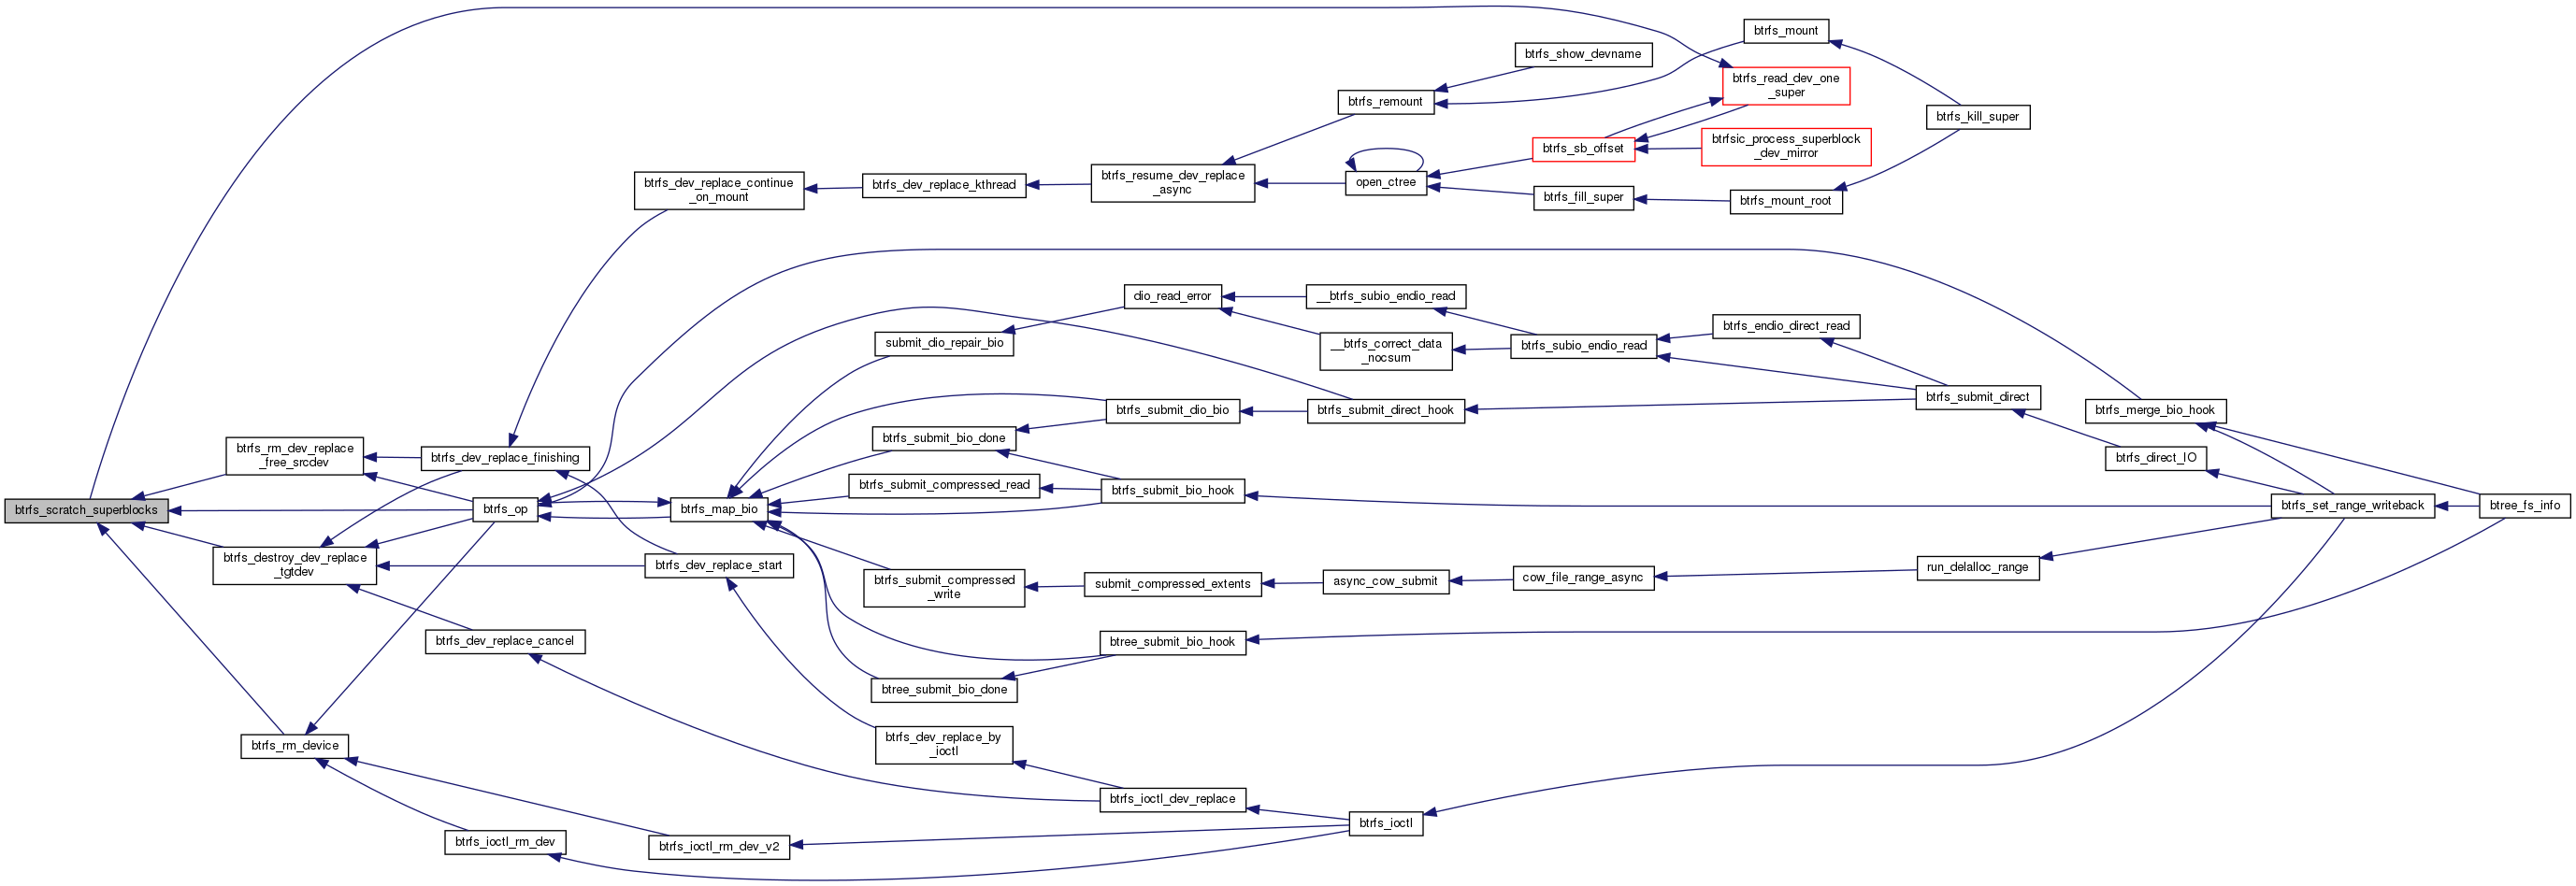 btrfs_mount
btrfs_show_devname
btrfs_read_dev_one
_super
btrfs_remount
btrfs_kill_super
btrfs_sb_offset
btrfsic_process_superblock
_dev_mirror
btrfs_dev_replace_continue
_on_mount
btrfs_dev_replace_kthread
btrfs_resume_dev_replace
_async
open_ctree
btrfs_fill_super
btrfs_mount_root
dio_read_error
__btrfs_subio_endio_read
submit_dio_repair_bio
__btrfs_correct_data
_nocsum
btrfs_subio_endio_read
btrfs_endio_direct_read
btrfs_submit_direct
btrfs_merge_bio_hook
btrfs_submit_dio_bio
btrfs_submit_direct_hook
btrfs_submit_bio_done
btrfs_direct_IO
btrfs_rm_dev_replace
_free_srcdev
btrfs_dev_replace_finishing
btrfs_submit_compressed_read
btrfs_submit_bio_hook
btrfs_scratch_superblocks
btrfs_op
btrfs_map_bio
btrfs_set_range_writeback
btree_fs_info
btrfs_destroy_dev_replace
_tgtdev
btrfs_dev_replace_start
btrfs_submit_compressed
_write
submit_compressed_extents
async_cow_submit
cow_file_range_async
run_delalloc_range
btrfs_dev_replace_cancel
btree_submit_bio_hook
btree_submit_bio_done
btrfs_rm_device
btrfs_dev_replace_by
_ioctl
btrfs_ioctl_dev_replace
btrfs_ioctl
btrfs_ioctl_rm_dev
btrfs_ioctl_rm_dev_v2